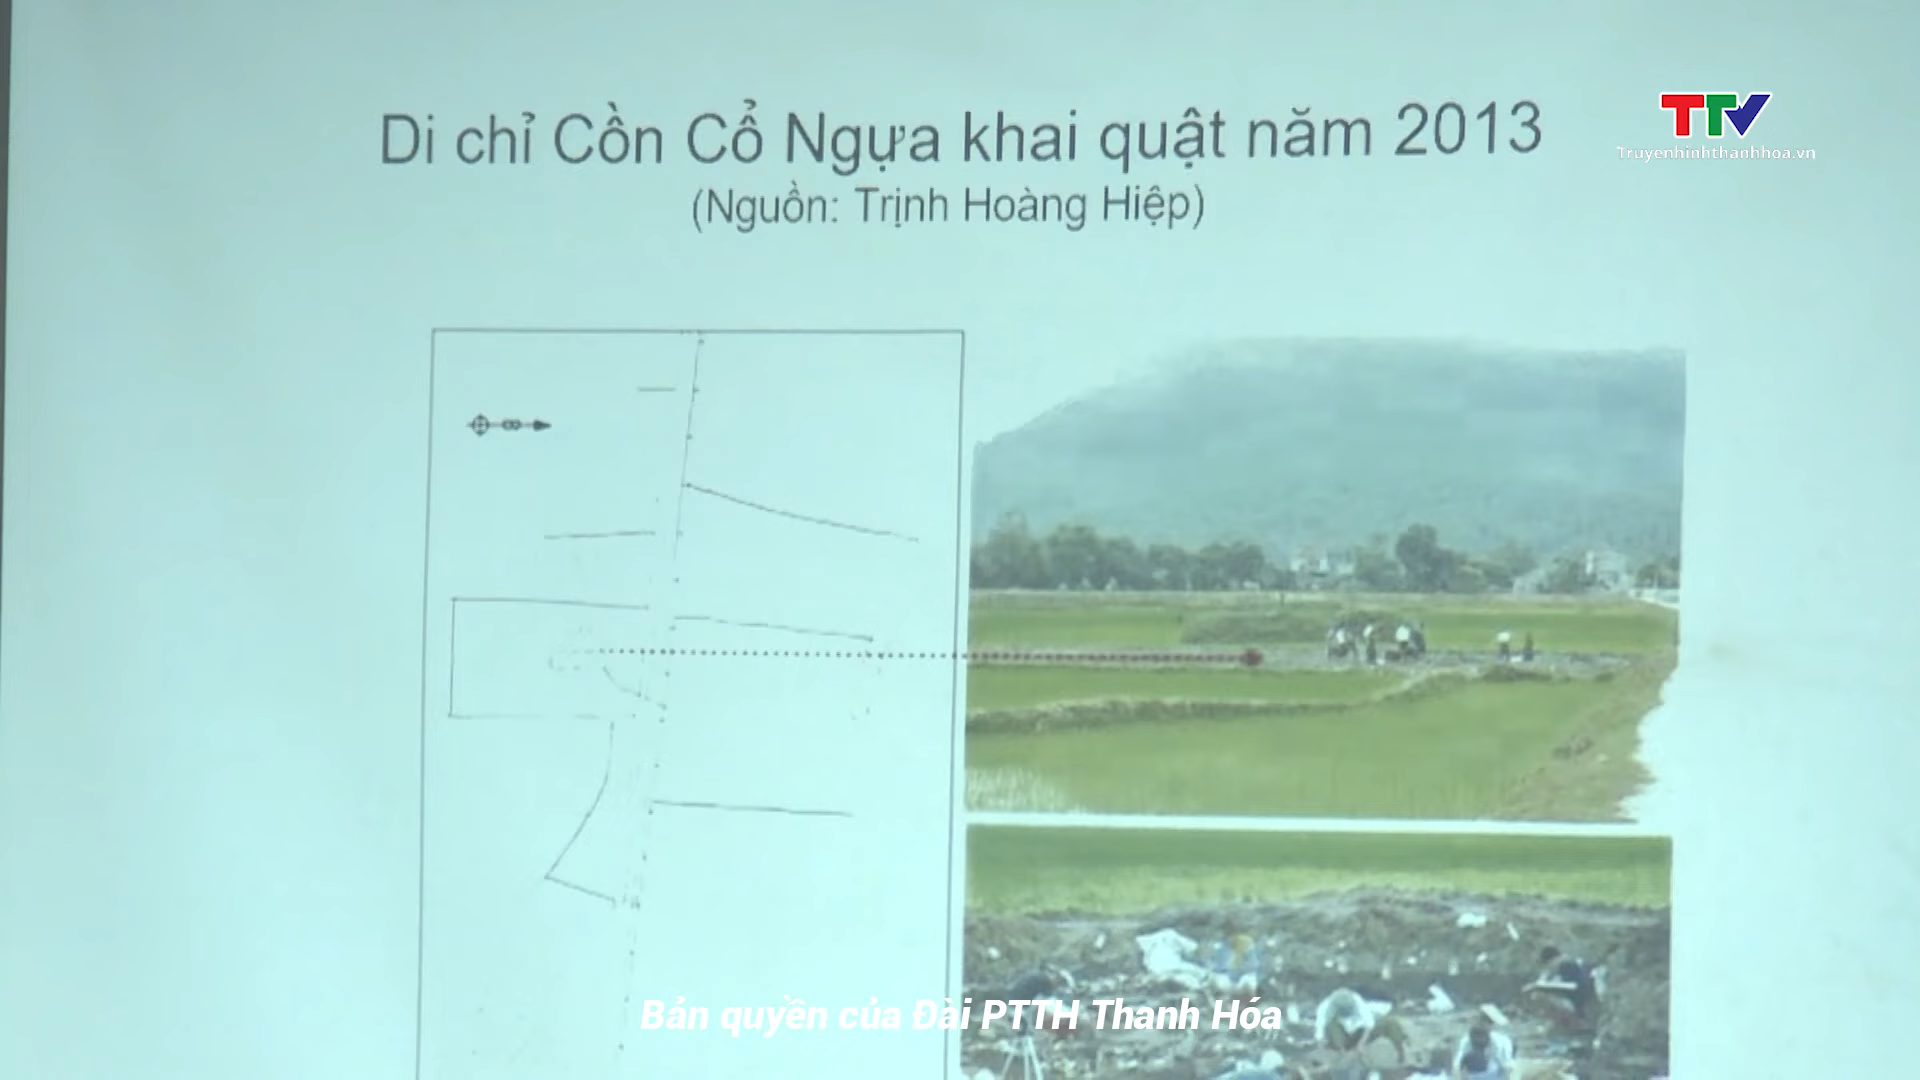 Di chỉ Cồn Cổ Ngựa khai quật năm 2013
(Nguồn: Trịnh Hoàng Hiệp)
TTV
Truyenhinhthanhhoa.vn
Bản quyền của Đài PTTH Thanh Hóa